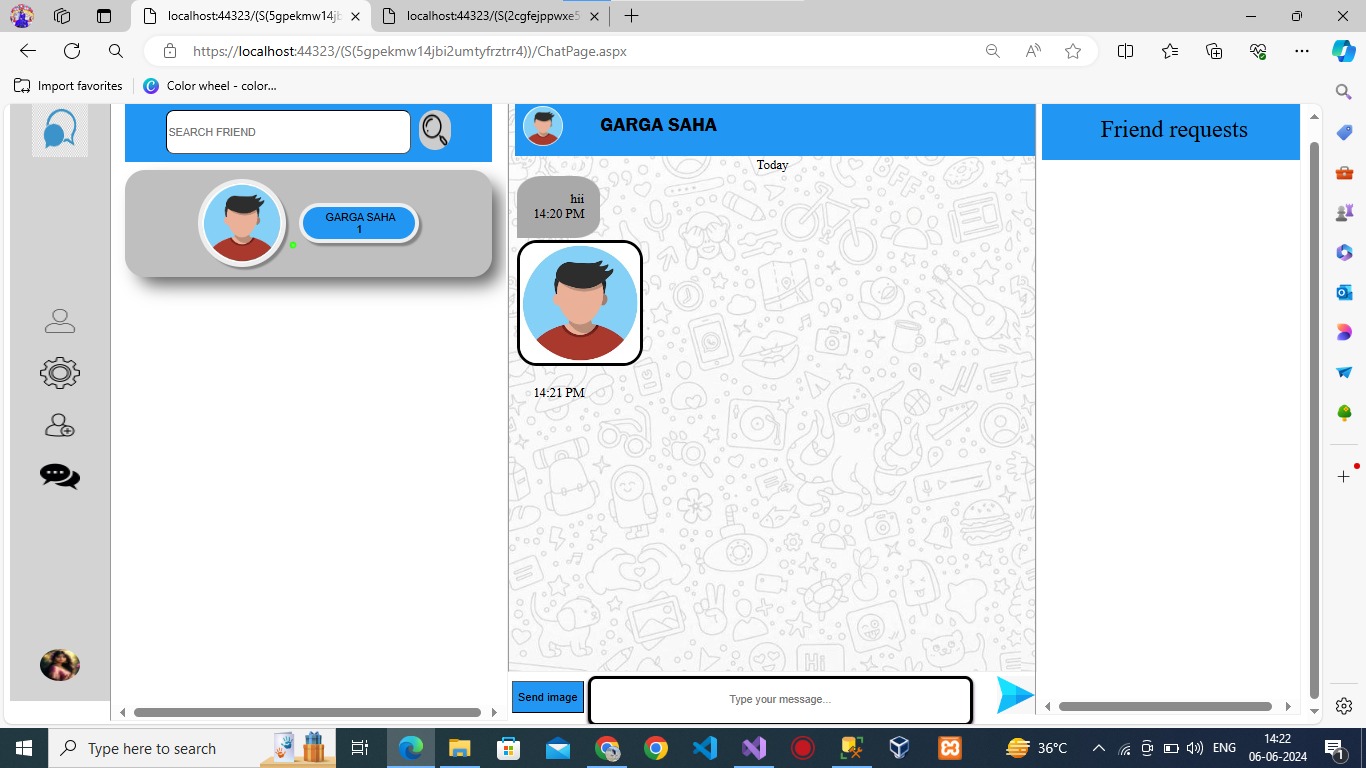 localhost:44323/(S(5gpekmw14jb
localhost:44323/(S(2cgfejppwxe5
https://localhost:44323/(S(5gpekmw14jbi2umtyfrztrr4))/ChatPage.aspx
Import favorites
Color wheel - color...
SEARCH FRIEND
GARGA SAHA
1
GARGA SAHA
Today
hii
14:20 PM
14:21 PM
Hi
Send image
Type your message...
Friend requests
Type here to search
36°C
ENG
14:22
06-06-2024
1